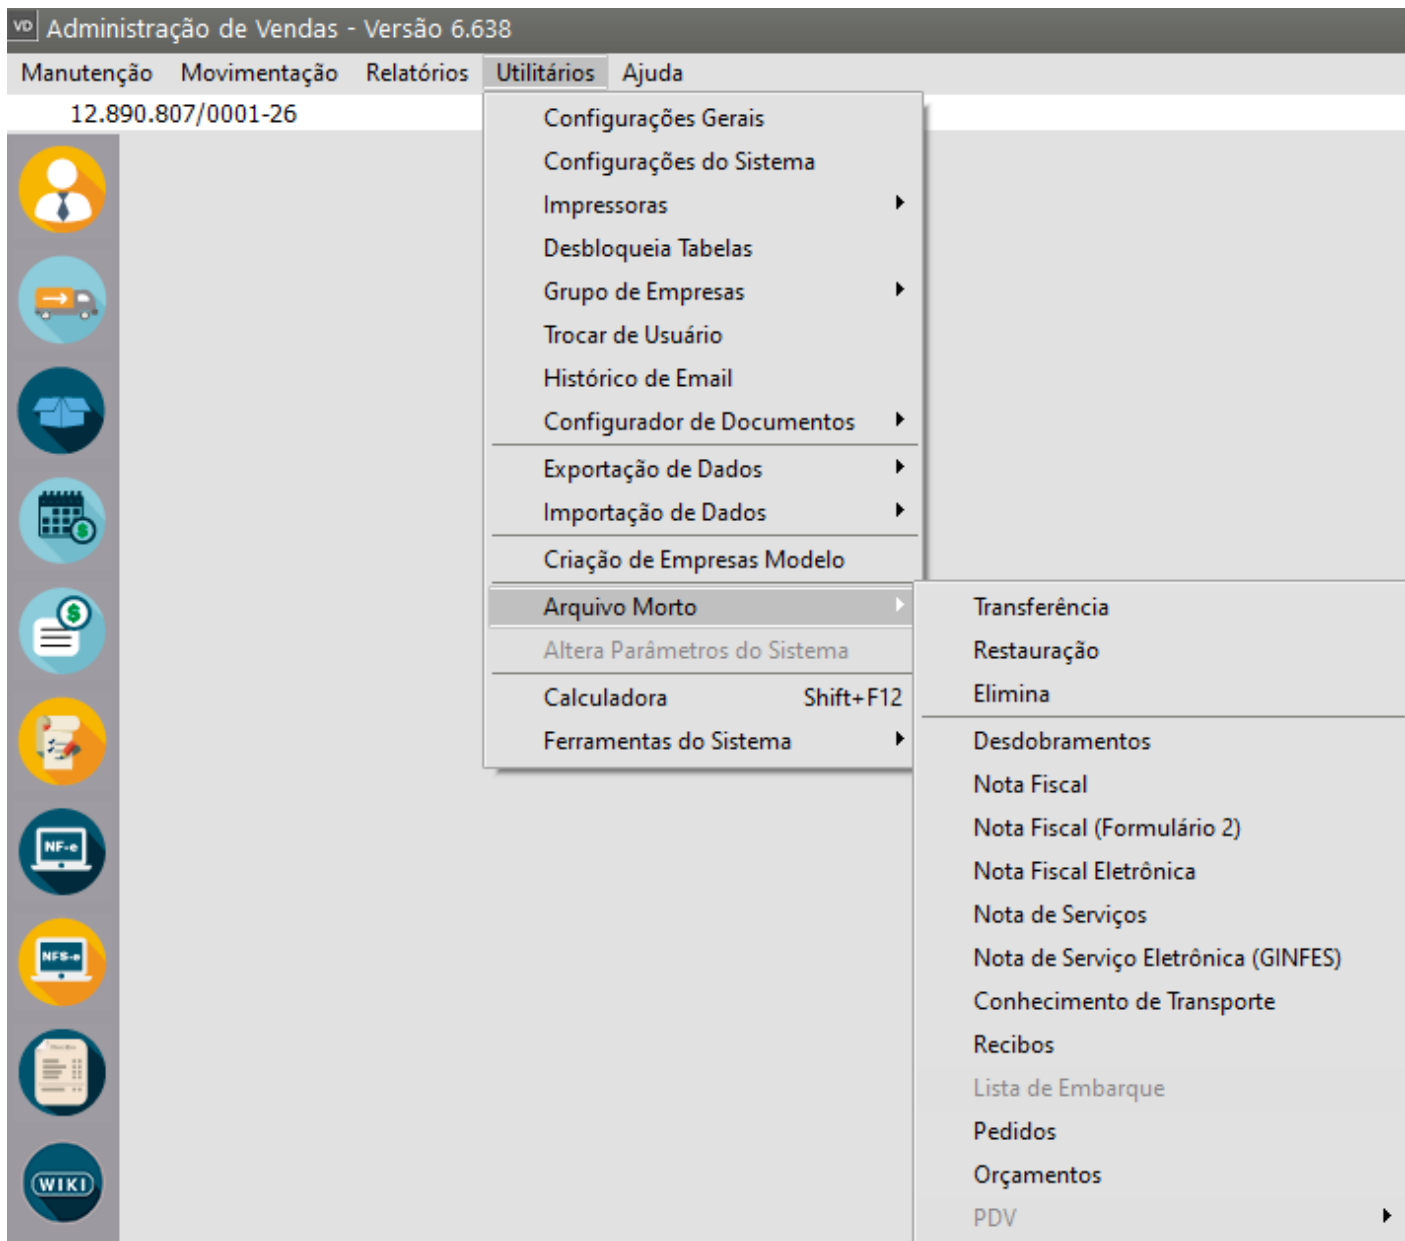 VD Administração de Vendas - Versão 6.638
Manutenção Movimentação Relatórios Utilitários Ajuda
12.890.807/0001-26
Configurações Gerais
Configurações do Sistema
Impressoras
Desbloqueia Tabelas
Grupo de Empresas
Trocar de Usuário
Histórico de Email
Configurador de Documentos
Exportação de Dados
Importação de Dados
Criação de Empresas Modelo
Arquivo Morto
Altera Parâmetros do Sistema
Calculadora Shift+F12
Ferramentas do Sistema
Transferência
Restauração
Elimina
Desdobramentos
Nota Fiscal
Nota Fiscal (Formulário 2)
Nota Fiscal Eletrônica
Nota de Serviços
Nota de Serviço Eletrônica (GINFES)
Conhecimento de Transporte
Recibos
Lista de Embarque
Pedidos
Orçamentos
PDV
$
$
NF-e
NFS-e
WIKI